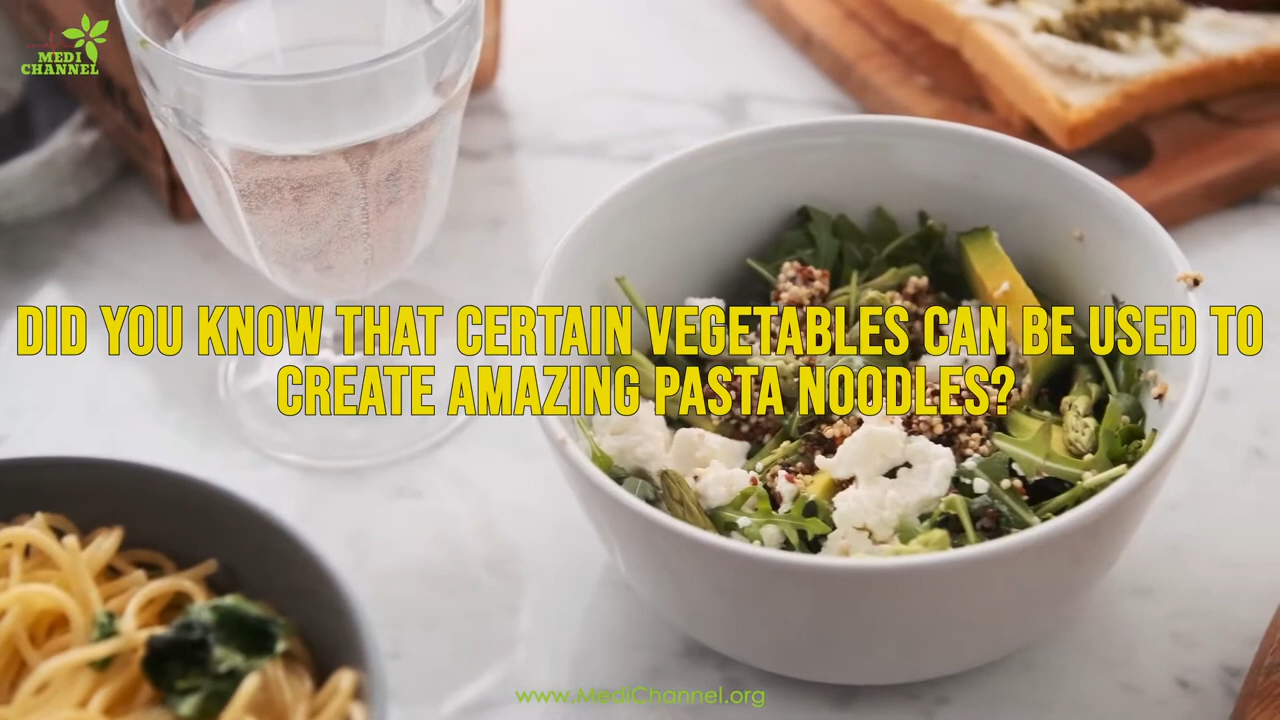 MEDI
CHANNEL
DID YOU KNOW THAT CERTAIN VEGETABLES CAN BE USED TO
CREATE AMAZING PASTA NOODLES?
www.MediChannel.org